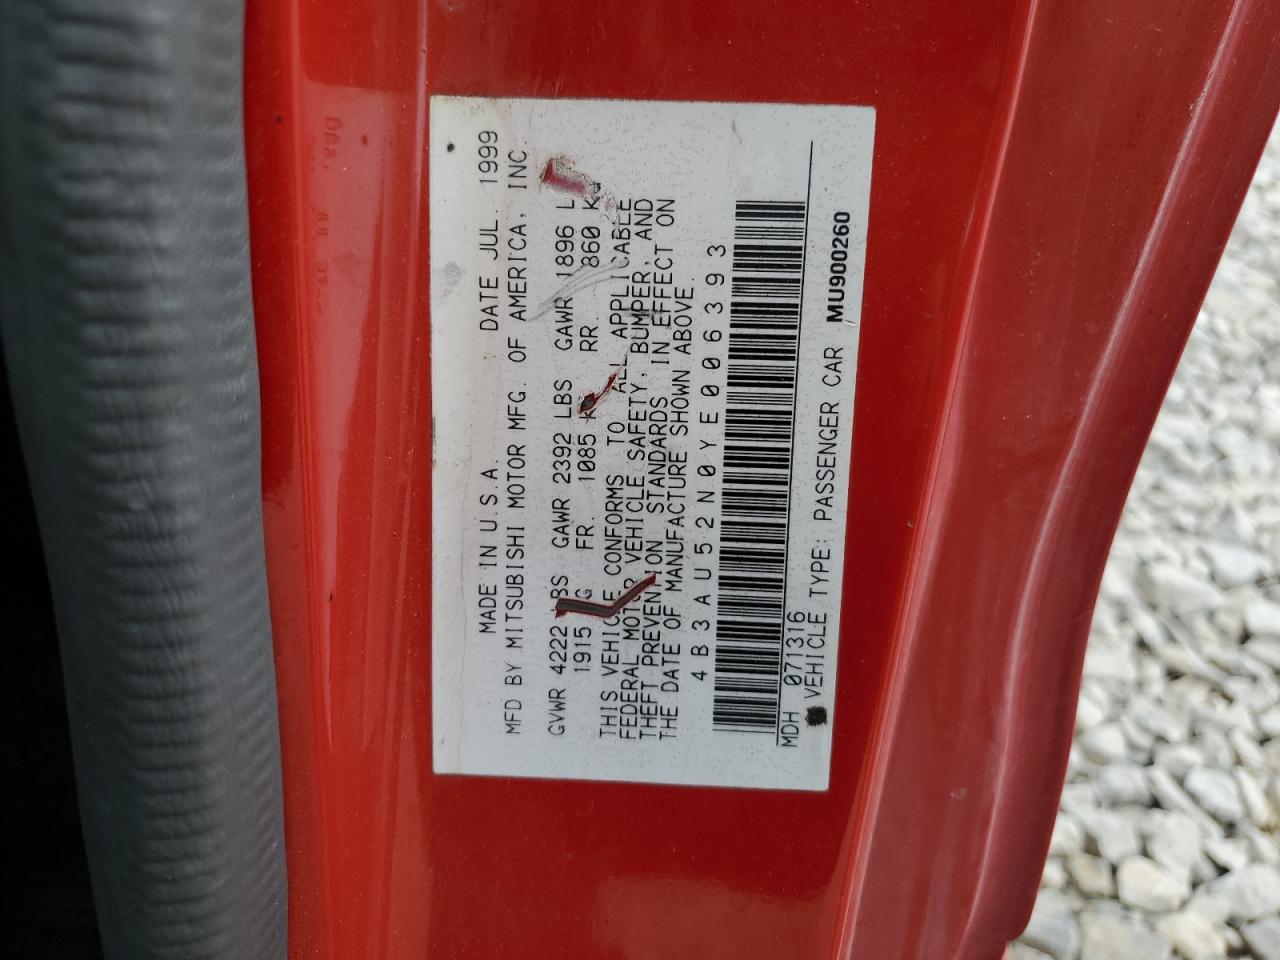 MADE IN U.S.A. DATE JUL. 1999
MFD BY MITSUBISHI MOTOR MFG. OF AMERICA, INC.
GVWR 4222 BS GAWR 2392 LBS GAWR 1896 L
1915 G FR. 1085 K RR. 860 K
THIS VEHICLE CONFORMS TO ALL APPLICABLE
FEDERAL MOTOR VEHICLE SAFETY, BUMPER, AND
THEFT PREVENTION STANDARDS IN EFFECT ON
THE DATE OF MANUFACTURE SHOWN ABOVE.
4B3AU52N0YE006393
MDH 071316
VEHICLE TYPE: PASSENGER CAR MU900260